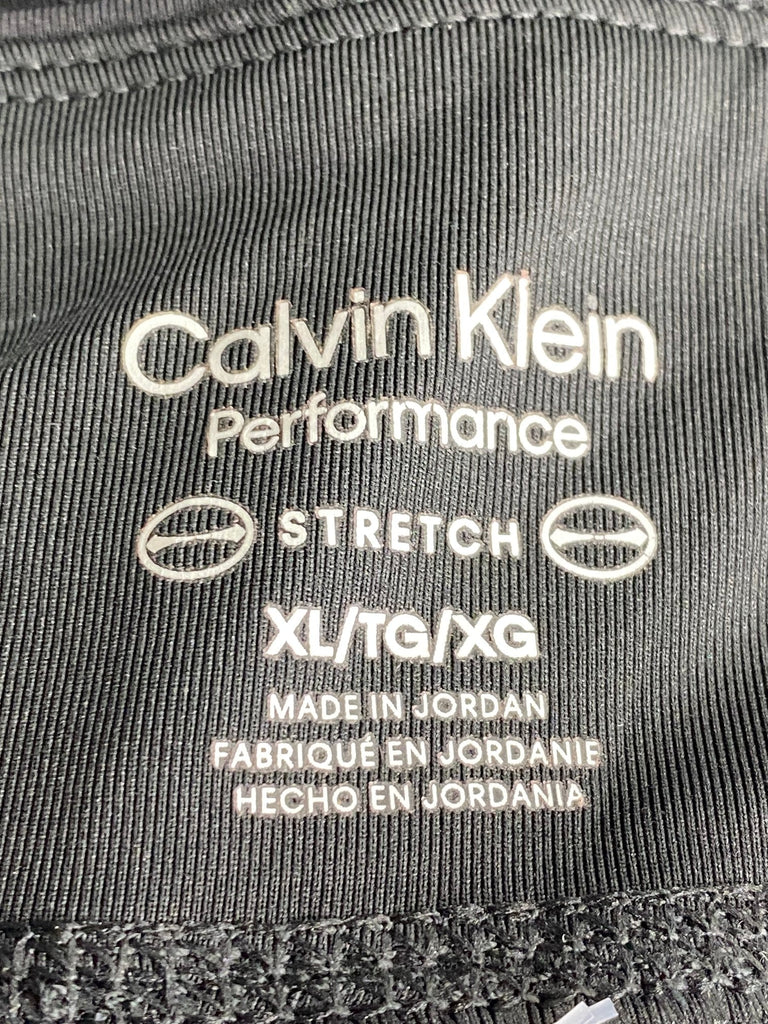 Calvin Klein
Performance
STRETCH
XL/TG/XG
MADE IN JORDAN
FABRIQUÉ EN JORDANIE
HECHO EN JORDANIA